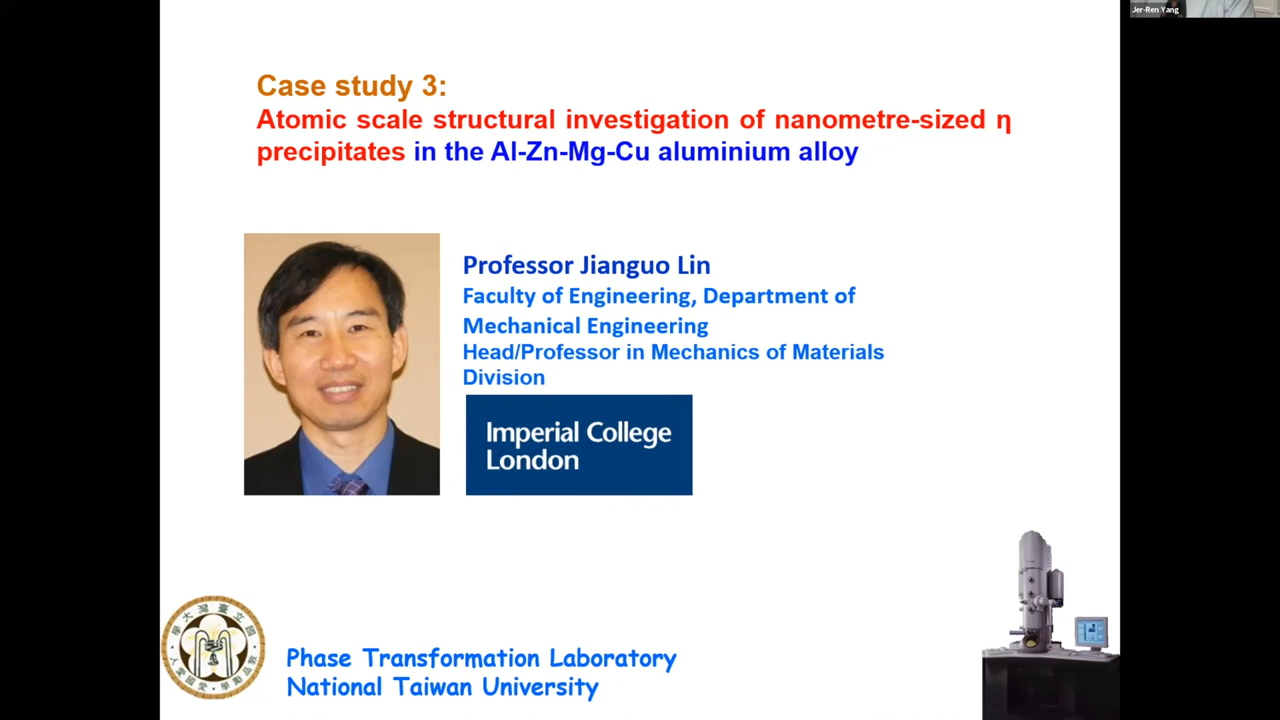 Jer-Ren Yang
Case study 3:
Atomic scale structural investigation of nanometre-sized η
precipitates in the Al-Zn-Mg-Cu aluminium alloy
Professor Jianguo Lin
Faculty of Engineering, Department of
Mechanical Engineering
Head/Professor in Mechanics of Materials
Division
Imperial College
London
Phase Transformation Laboratory
National Taiwan University